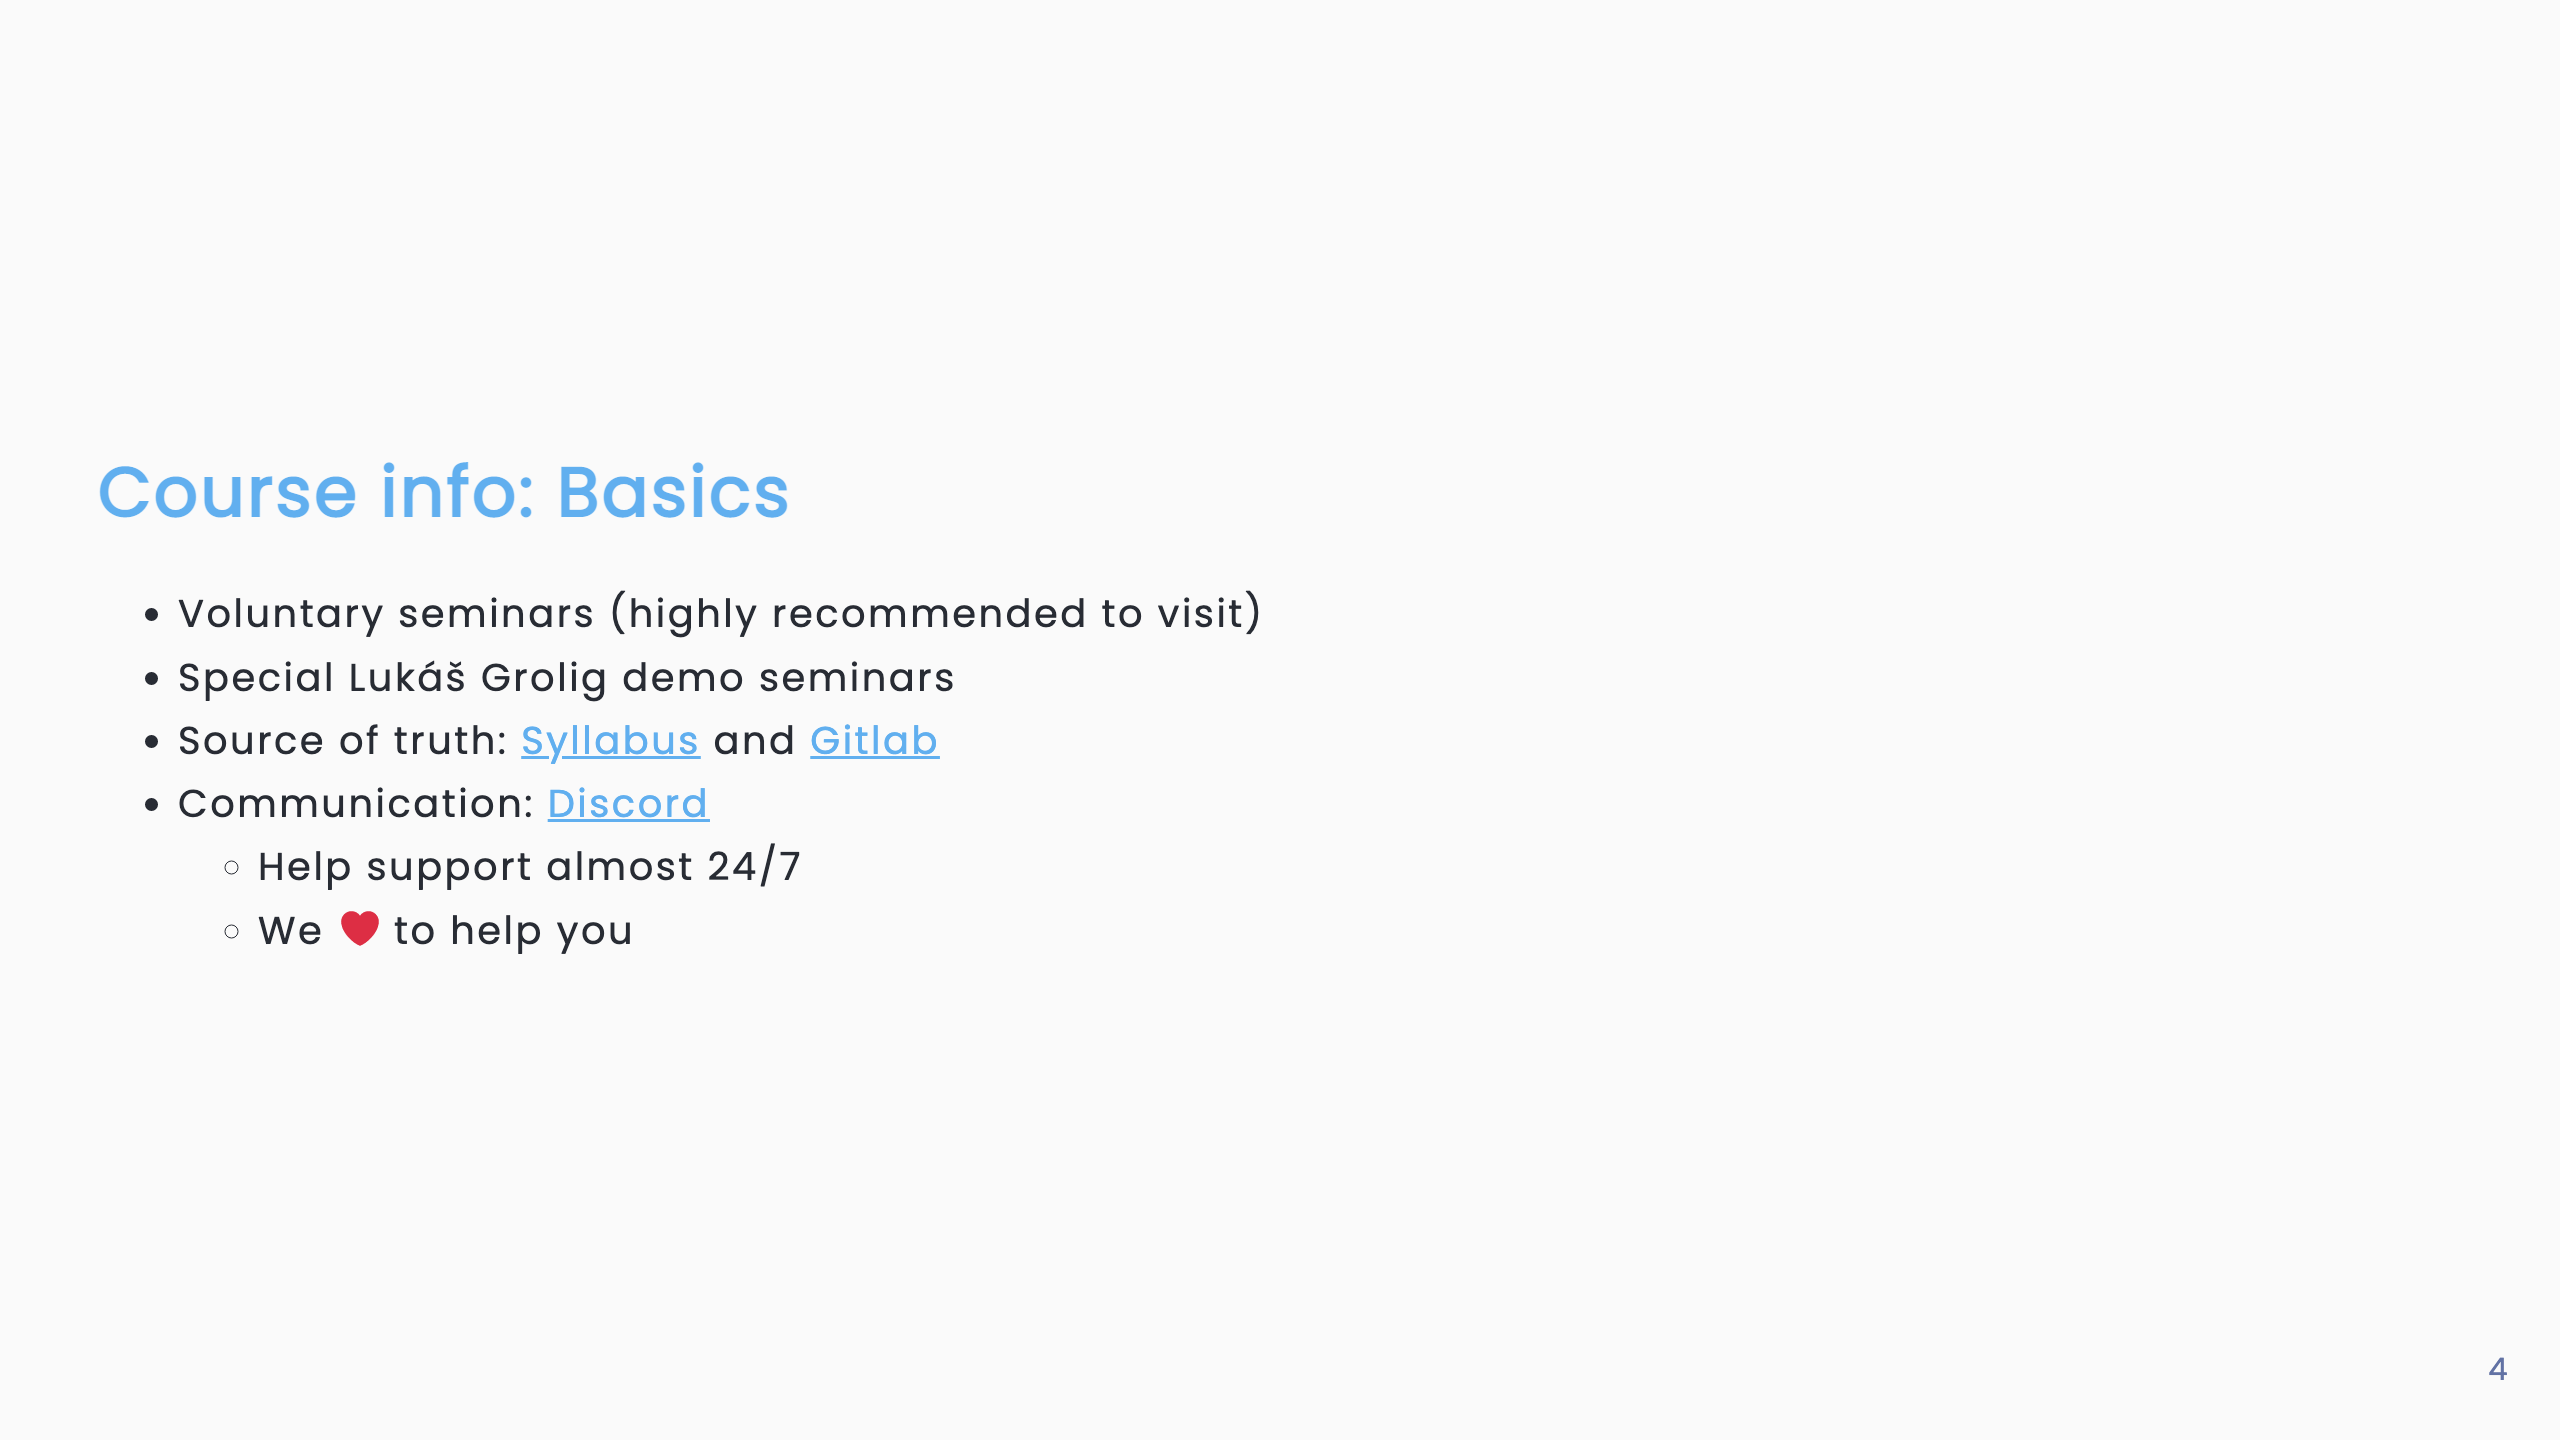 Course info: Basics
• Voluntary seminars (highly recommended to visit)
• Special Lukáš Grolig demo seminars
• Source of truth: Syllabus and Gitlab
• Communication: Discord
◦ Help support almost 24/7
◦ We ❤️ to help you
4